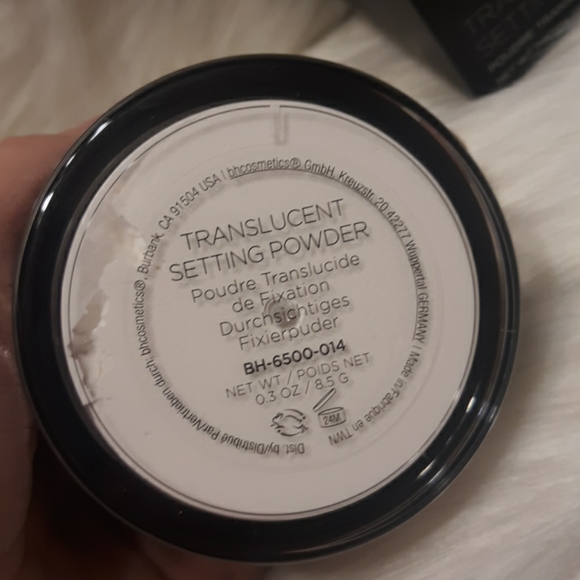 TRANSLUCENT
SETTING POWDER
Poudre Translucide
de Fixation
Durchsichtiges
Fixierpuder
BH-6500-014
NET WT / POIDS NET
0.3 OZ / 8.5 G
24M
Dist. by/Distribué Par/Vertrieben durch: bhcosmetics®, Burbank, CA 91504 USA | bhcosmetics® GmbH, Kreuzstr. 20 42277 Wuppertal GERMANY | Made in/Fabriqué en TWN